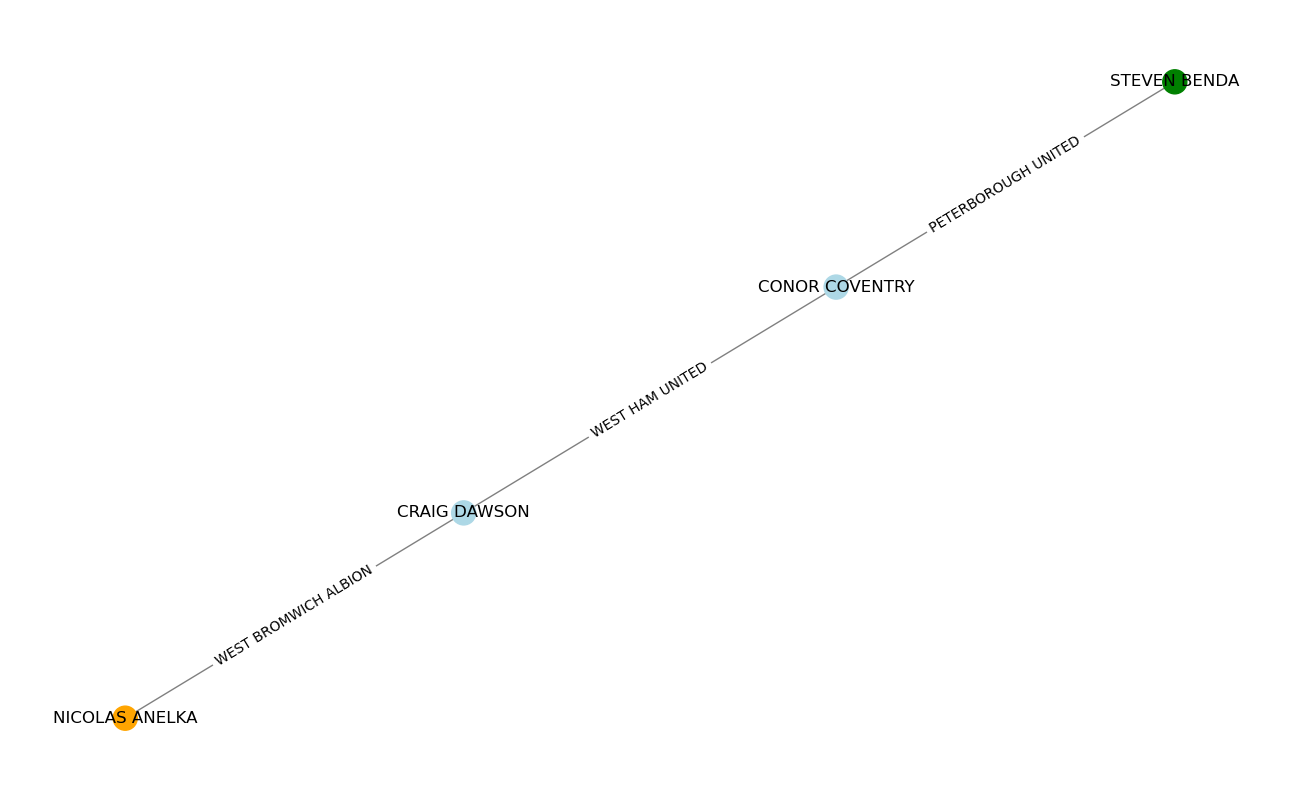 STEVEN BENDA
PETERBOROUGH UNITED
CONOR COVENTRY
WEST HAM UNITED
CRAIG DAWSON
WEST BROMWICH ALBION
NICOLAS ANELKA